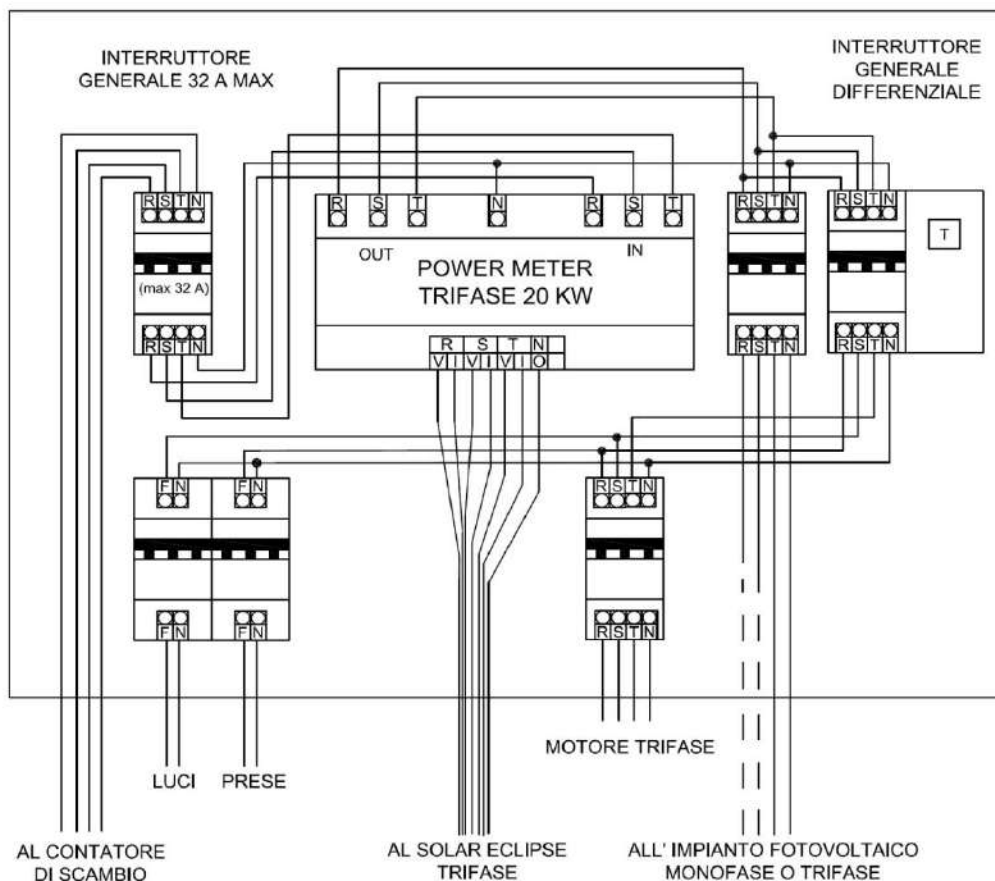 INTERRUTTORE
GENERALE 32 A MAX
INTERRUTTORE
GENERALE
DIFFERENZIALE
R S T N
R S T N R S T
R S T N
R S T N
T
OUT
IN
POWER METER
TRIFASE 20 KW
(max 32 A)
R S T N
R S T N
V I V I V I O
R S T N
R S T N
F N F N
R S T N
F N F N
R S T N
LUCI
PRESE
MOTORE TRIFASE
AL CONTATORE
DI SCAMBIO
AL SOLAR ECLIPSE
TRIFASE
ALL' IMPIANTO FOTOVOLTAICO
MONOFASE O TRIFASE